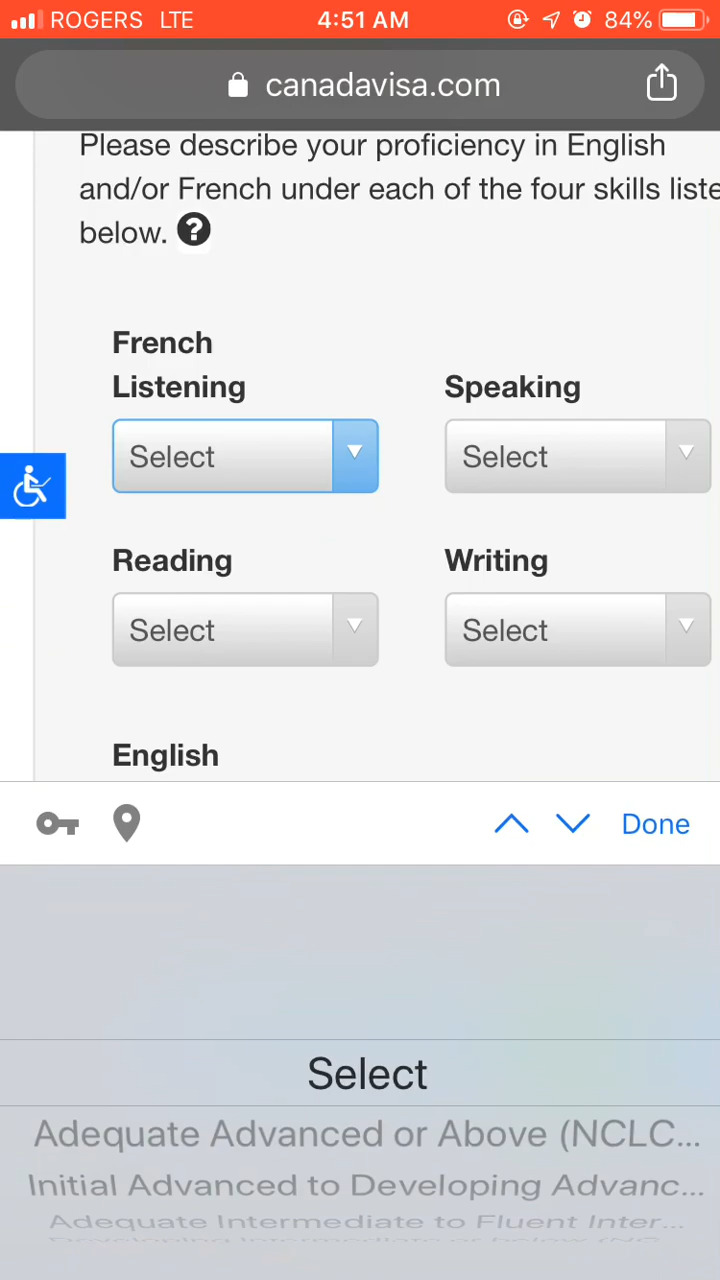 ROGERS LTE 4:51 AM 84%
canadavisa.com
Please describe your proficiency in English
and/or French under each of the four skills liste
below. ?
French
Listening Speaking
Select Select
Reading Writing
Select Select
English
Done
Select
Adequate Advanced or Above (NCLC...
Initial Advanced to Developing Advanc...
Adequate Intermediate to Fluent Inter...